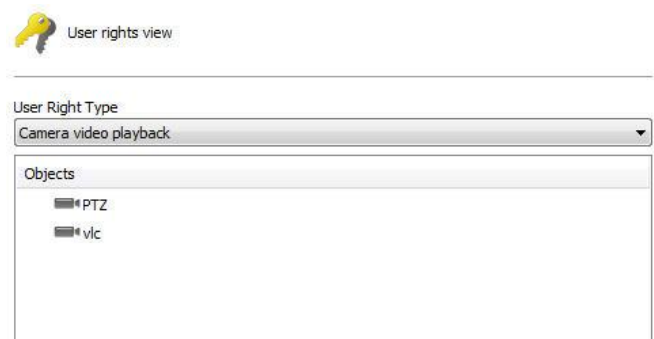 User rights view
User Right Type
Camera video playback
Objects
PTZ
vlc